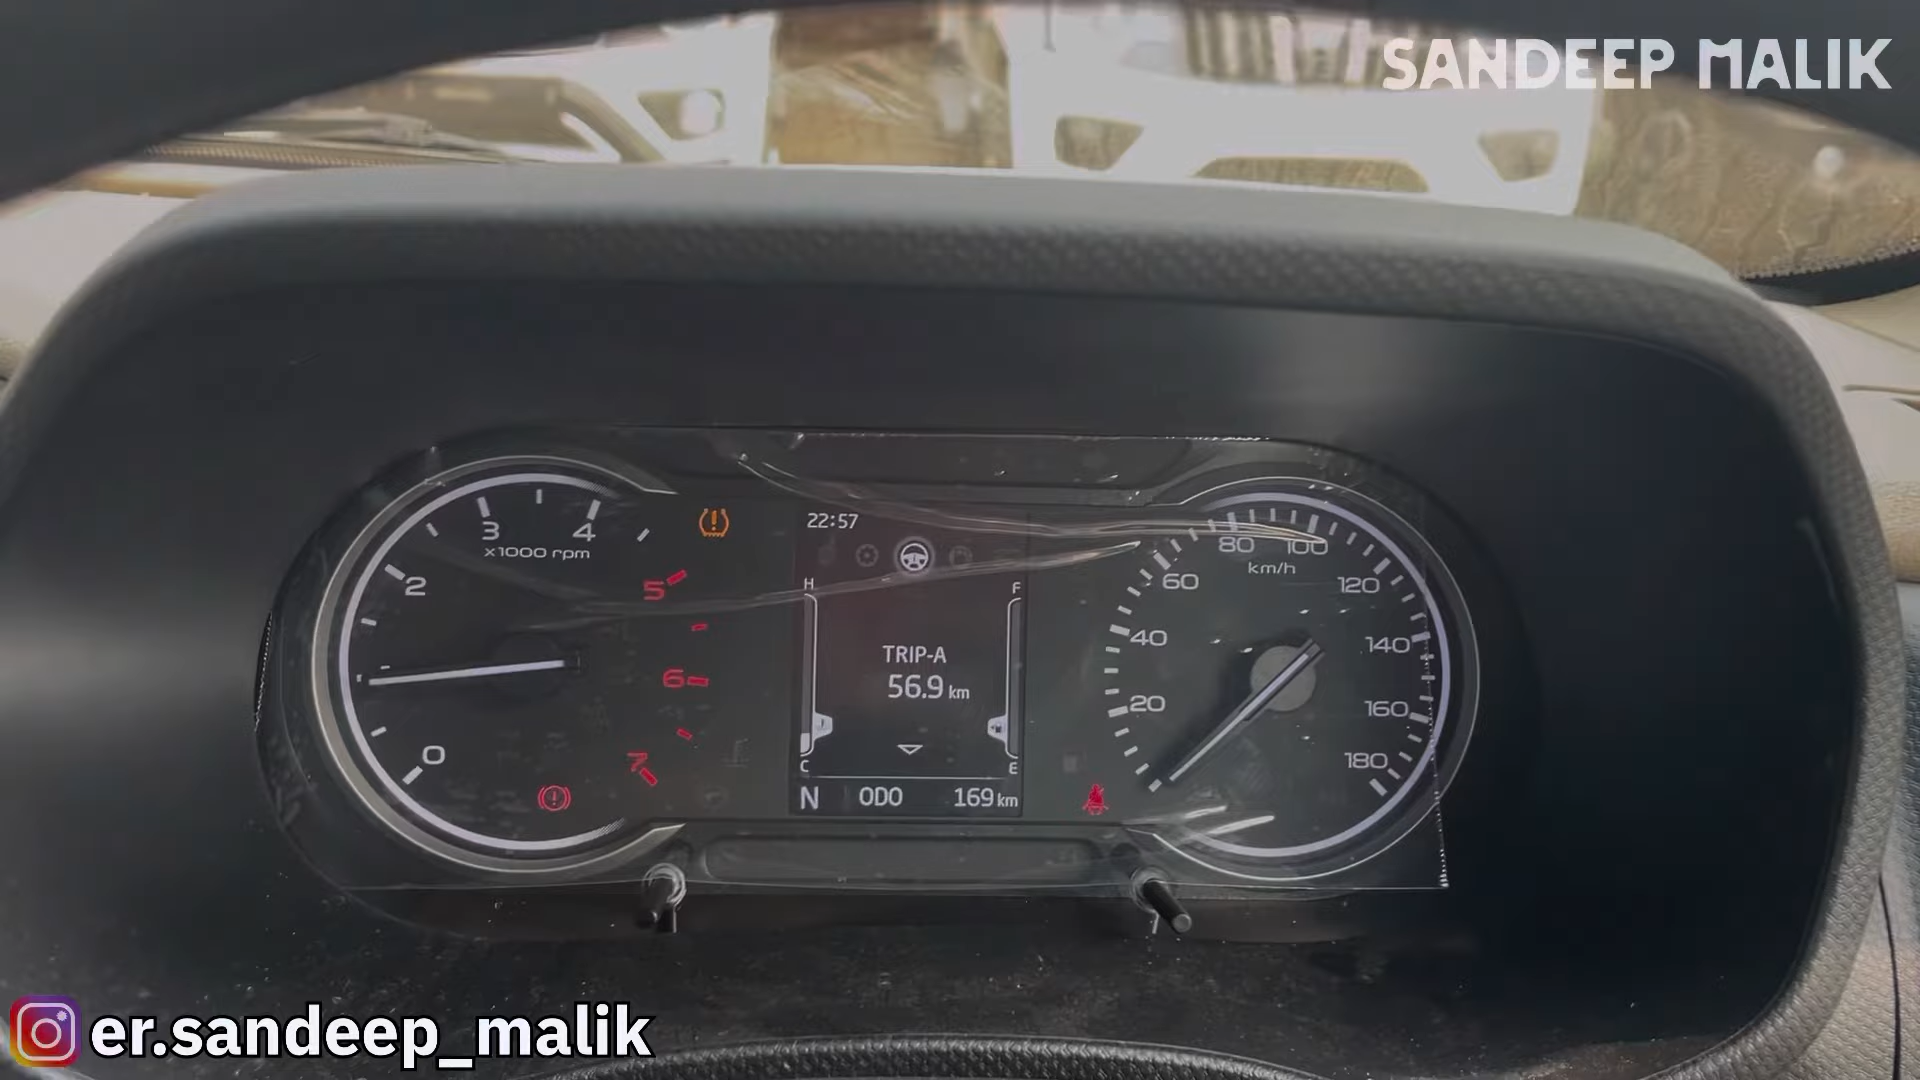 SANDEEP MALIK
3 4
x1000 rpm
2
5
6
7
0
22:57
H F
TRIP-A
56.9 km
C E
N ODO 169 km
80 100
km/h
60 120
40 140
20 160
180
er.sandeep_malik